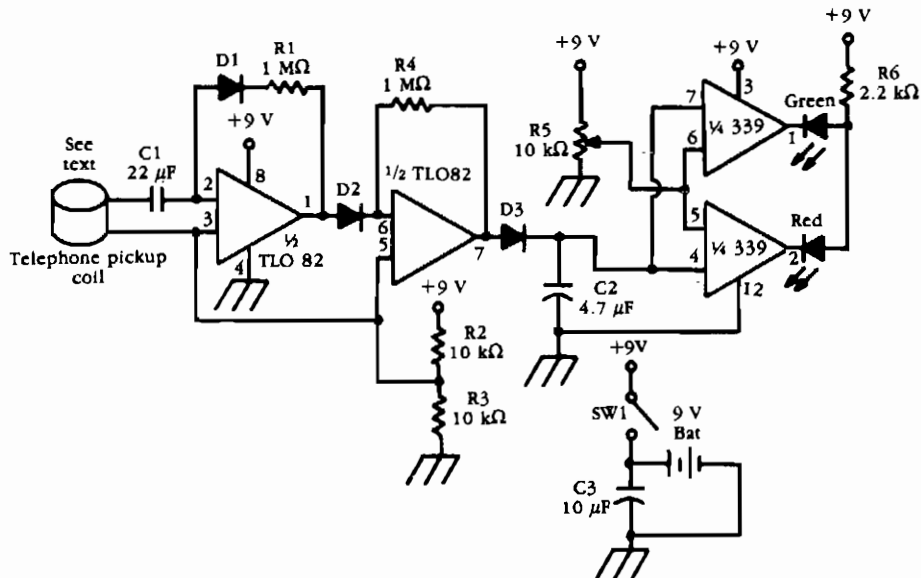 See
text
C1
22 µF
Telephone pickup
coil
D1
R1
1 MΩ
+9 V
2
3
8
1
4
½
TLO 82
D2
R4
1 MΩ
1/2 TLO82
6
5
7
D3
+9 V
R2
10 kΩ
R3
10 kΩ
C2
4.7 µF
+9 V
R5
10 kΩ
+9 V
3
7
6
¼ 339
1
Green
+9 V
R6
2.2 kΩ
5
4
¼ 339
2
12
Red
+9V
SW1
9 V
Bat
C3
10 µF